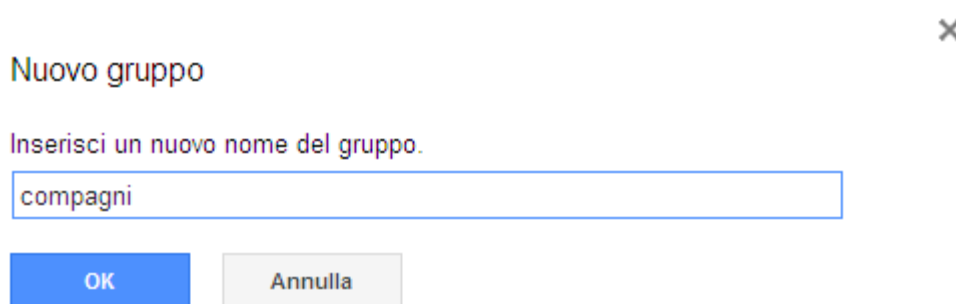 Nuovo gruppo
Inserisci un nuovo nome del gruppo.
compagni
OK Annulla